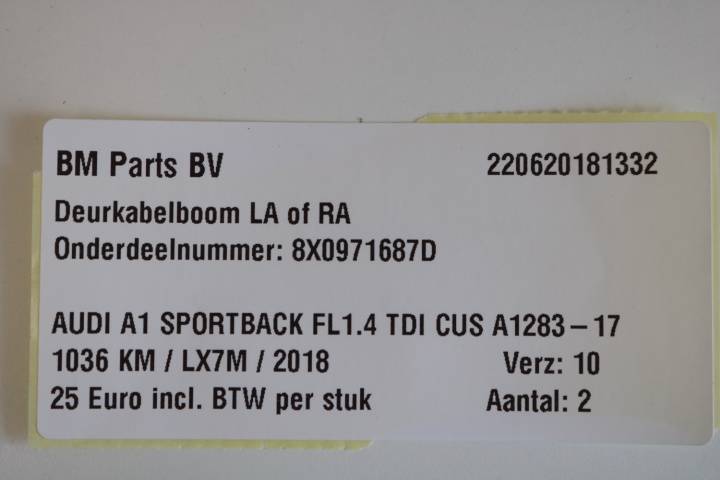 BM Parts BV 220620181332
Deurkabelboom LA of RA
Onderdeelnummer: 8X0971687D
AUDI A1 SPORTBACK FL1.4 TDI CUS A1283-17
1036 KM / LX7M / 2018 Verz: 10
25 Euro incl. BTW per stuk Aantal: 2